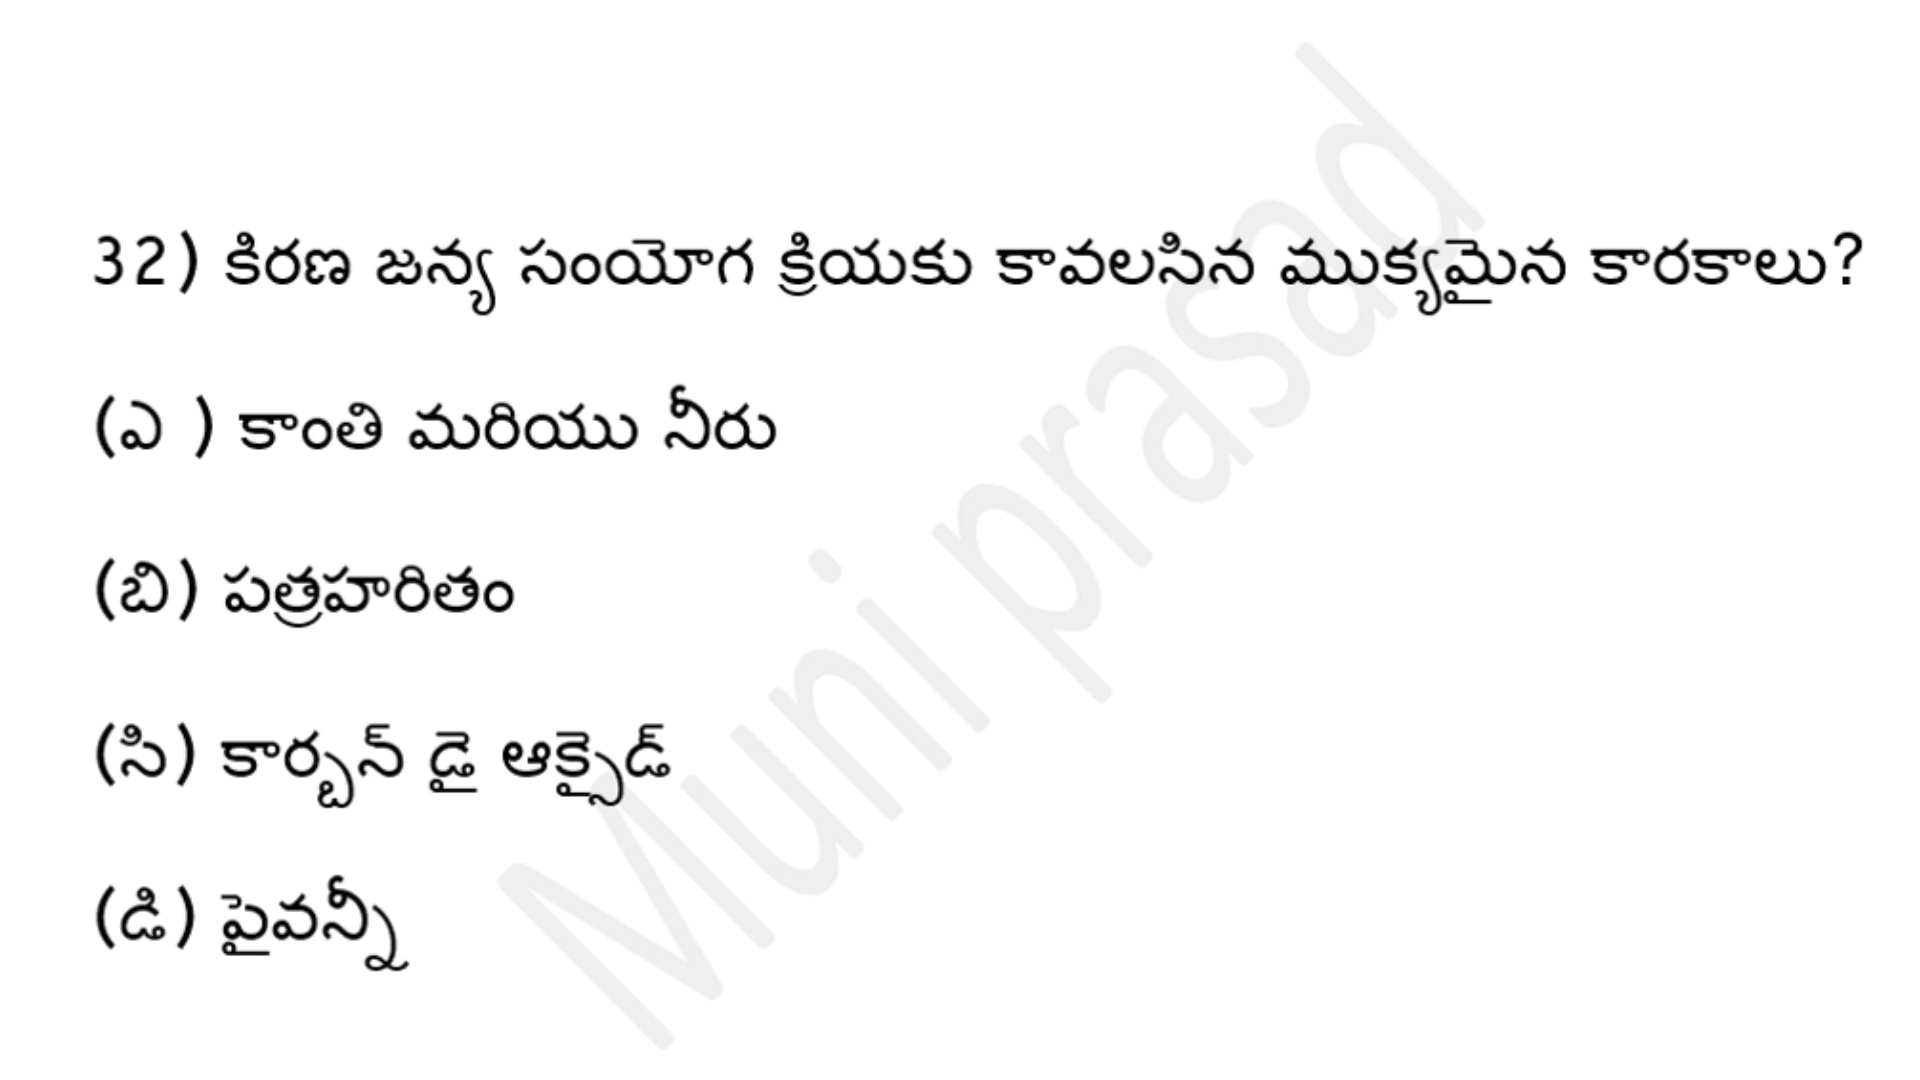 32) కిరణ జన్య సంయోగ క్రియకు కావలసిన ముక్యమైన కారకాలు?
(ఎ ) కాంతి మరియు నీరు
(బి) పత్రహరితం
(సి) కార్బన్ డై ఆక్సైడ్
(డి) పైవన్నీ
Muni prasad